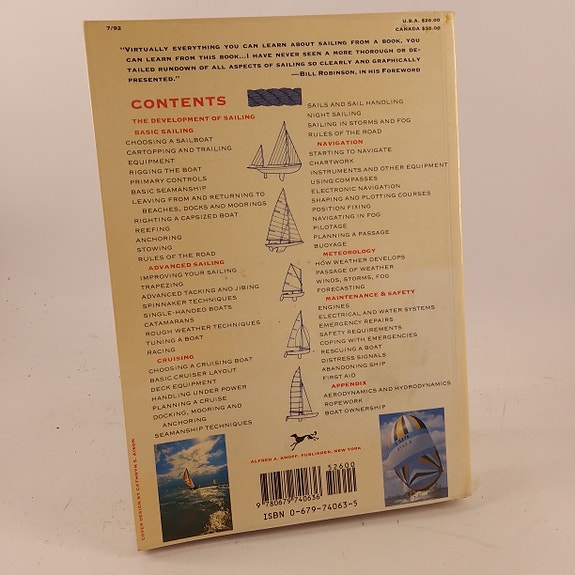 7/92
U.S.A. $26.00
CANADA $36.00
"VIRTUALLY EVERYTHING YOU CAN LEARN ABOUT SAILING FROM A BOOK, YOU
CAN LEARN FROM THIS BOOK...I HAVE NEVER SEEN A MORE THOROUGH OR DE-
TAILED RUNDOWN OF ALL ASPECTS OF SAILING SO CLEARLY AND GRAPHICALLY
PRESENTED."
—BILL ROBINSON, IN HIS FOREWORD
CONTENTS
THE DEVELOPMENT OF SAILING
BASIC SAILING
CHOOSING A SAILBOAT
CARTOPPING AND TRAILING
EQUIPMENT
RIGGING THE BOAT
PRIMARY CONTROLS
BASIC SEAMANSHIP
LEAVING FROM AND RETURNING TO
BEACHES, DOCKS AND MOORINGS
RIGHTING A CAPSIZED BOAT
REEFING
ANCHORING
STOWING
RULES OF THE ROAD
ADVANCED SAILING
IMPROVING YOUR SAILING
TRAPEZING
ADVANCED TACKING AND JIBING
SPINNAKER TECHNIQUES
SINGLE-HANDED BOATS
CATAMARANS
ROUGH WEATHER TECHNIQUES
TUNING A BOAT
RACING
CRUISING
CHOOSING A CRUISING BOAT
BASIC CRUISER LAYOUT
DECK EQUIPMENT
HANDLING UNDER POWER
PLANNING A CRUISE
DOCKING, MOORING AND
ANCHORING
SEAMANSHIP TECHNIQUES
SAILS AND SAIL HANDLING
NIGHT SAILING
SAILING IN STORMS AND FOG
RULES OF THE ROAD
NAVIGATION
STARTING TO NAVIGATE
CHARTWORK
INSTRUMENTS AND OTHER EQUIPMENT
USING COMPASSES
ELECTRONIC NAVIGATION
SHAPING AND PLOTTING COURSES
POSITION FIXING
NAVIGATING IN FOG
PILOTAGE
PLANNING A PASSAGE
BUOYAGE
METEOROLOGY
HOW WEATHER DEVELOPS
PASSAGE OF WEATHER
WINDS, STORMS, FOG
FORECASTING
MAINTENANCE & SAFETY
ENGINES
ELECTRICAL AND WATER SYSTEMS
EMERGENCY REPAIRS
SAFETY REQUIREMENTS
COPING WITH EMERGENCIES
RESCUING A BOAT
DISTRESS SIGNALS
ABANDONING SHIP
FIRST AID
APPENDIX
AERODYNAMICS AND HYDRODYNAMICS
ROPEWORK
BOAT OWNERSHIP
ALFRED A. KNOPF, PUBLISHER, NEW YORK
52600
9 780679 740636
ISBN 0-679-74063-5
COVER DESIGN BY CATHRYN S. AISON